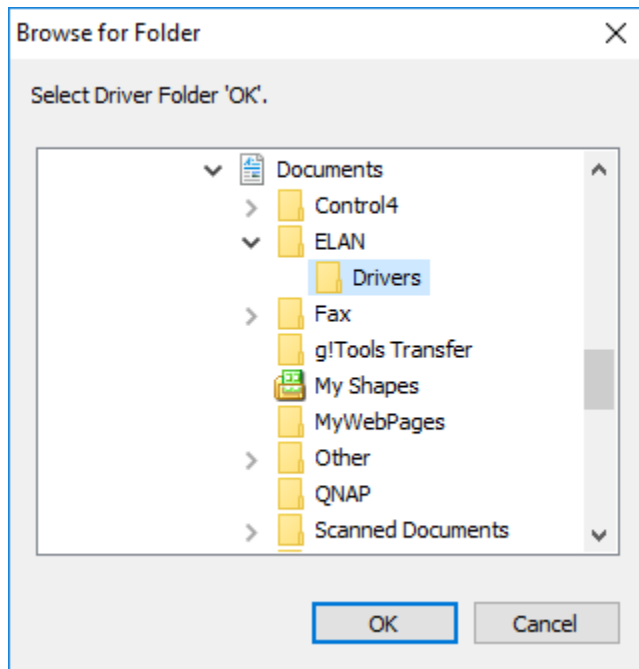 Browse for Folder
Select Driver Folder 'OK'.
Documents
Control4
ELAN
Drivers
Fax
g!Tools Transfer
My Shapes
MyWebPages
Other
QNAP
Scanned Documents
OK Cancel